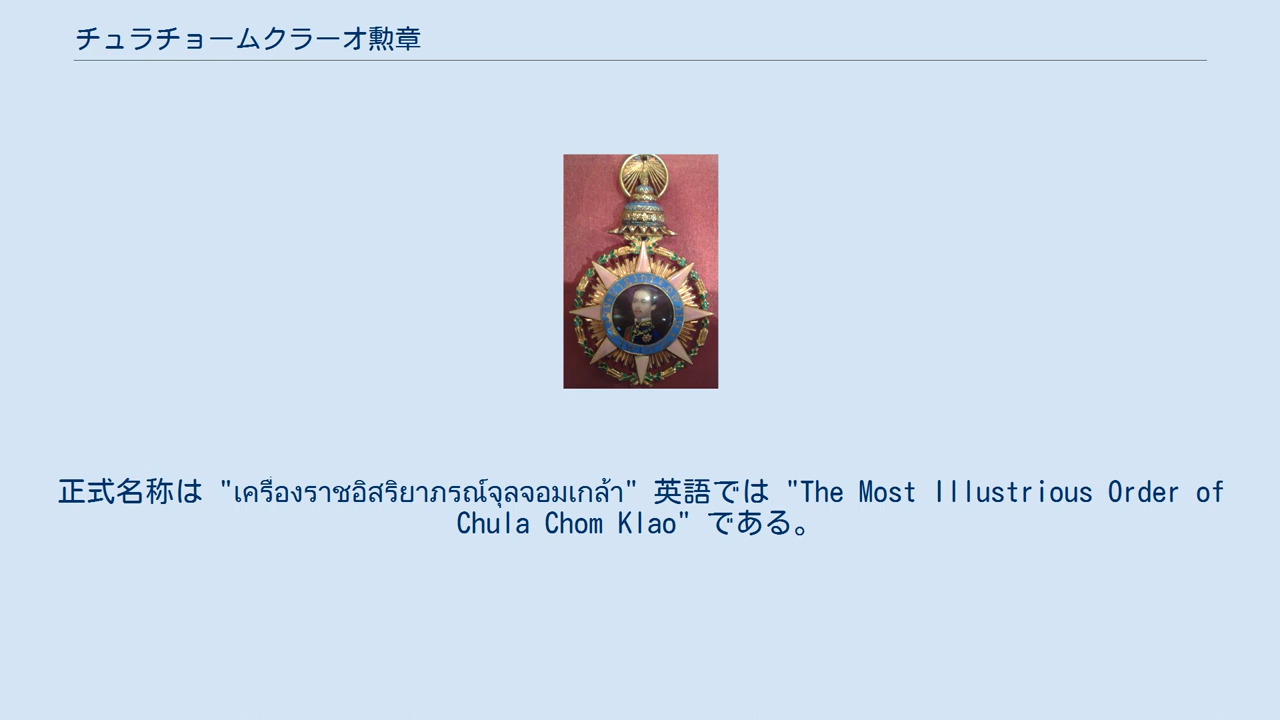 チュラチョームクラーオ勲章
正式名称は "เครื่องราชอิสริยาภรณ์จุลจอมเกล้า" 英語では "The Most Illustrious Order of
Chula Chom Klao" である。